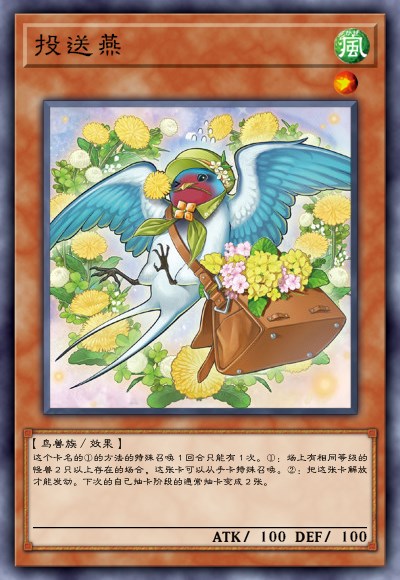 投送燕
風
【鸟兽族／效果】
这个卡名的①的方法的特殊召唤1回合只能有1次。①：场上有相同等级的
怪兽2只以上存在的场合，这张卡可以从手卡特殊召唤。②：把这张卡解放
才能发动。下次的自己抽卡阶段的通常抽卡变成2张。
ATK/ 100 DEF/ 100